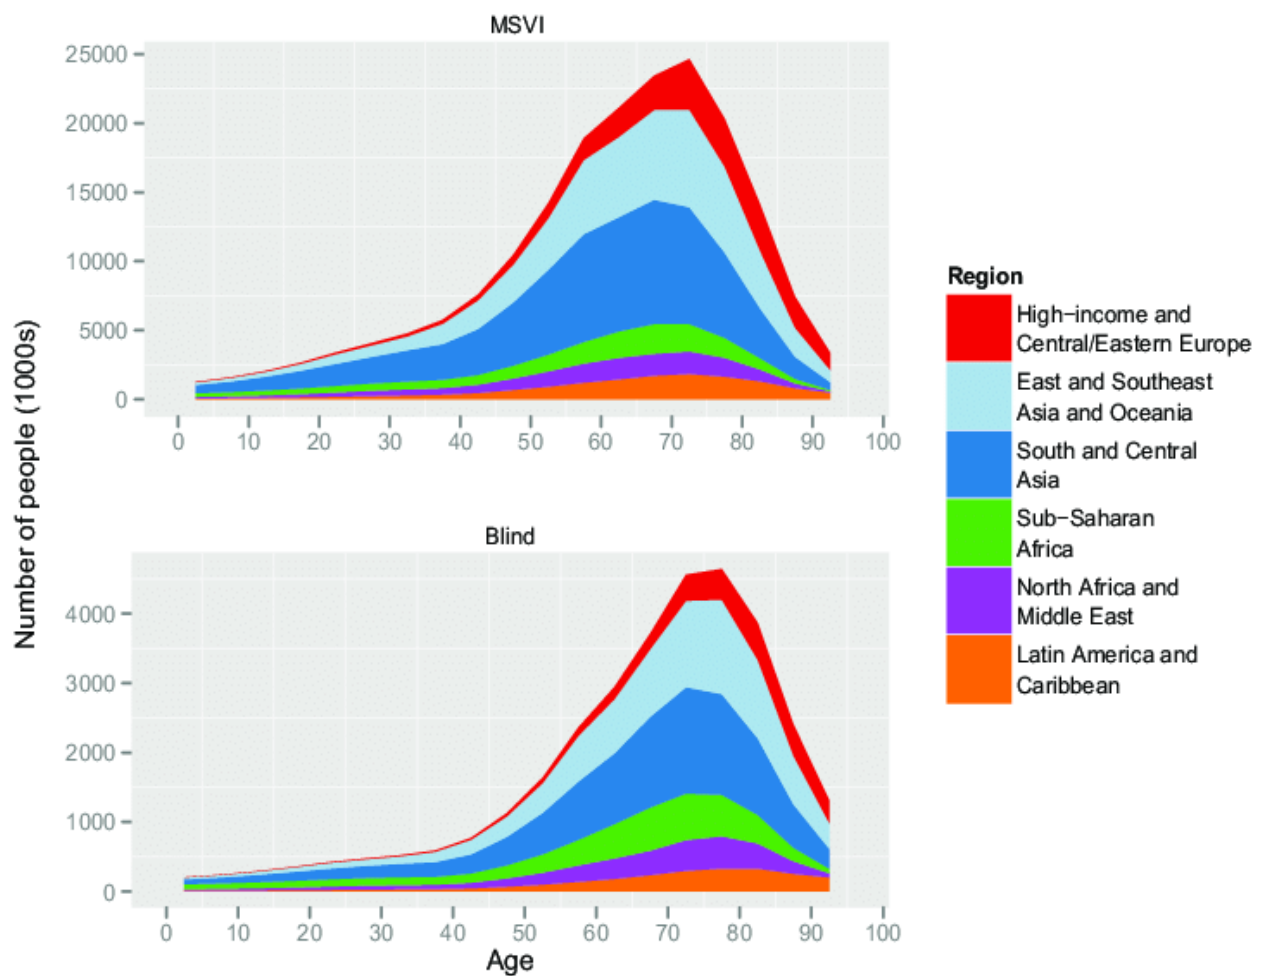 MSVI
25000
20000
15000
10000
5000
0
0 10 20 30 40 50 60 70 80 90 100
Number of people (1000s)
Blind
4000
3000
2000
1000
0
0 10 20 30 40 50 60 70 80 90 100
Age
Region
High-income and
Central/Eastern Europe
East and Southeast
Asia and Oceania
South and Central
Asia
Sub-Saharan
Africa
North Africa and
Middle East
Latin America and
Caribbean